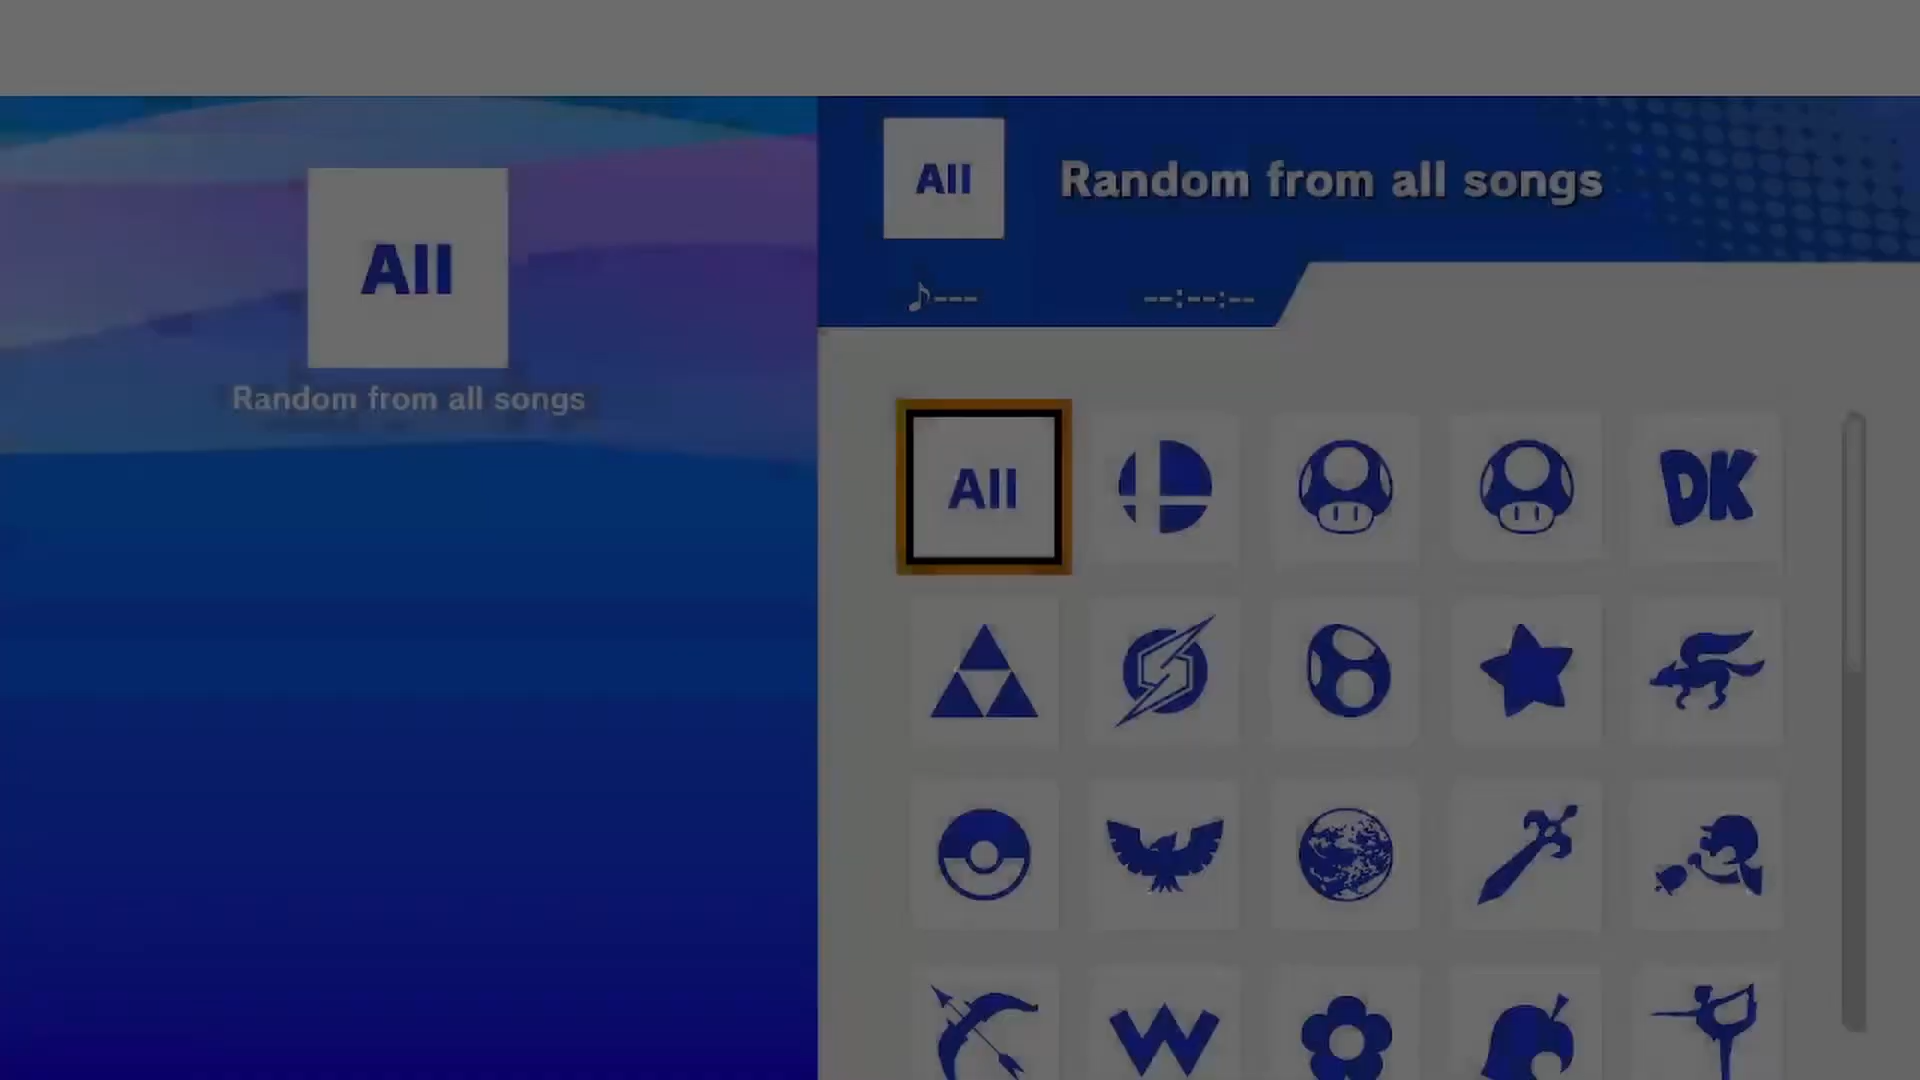 All
Random from all songs
All
Random from all songs
♪--- --:--:--
All
DK
W